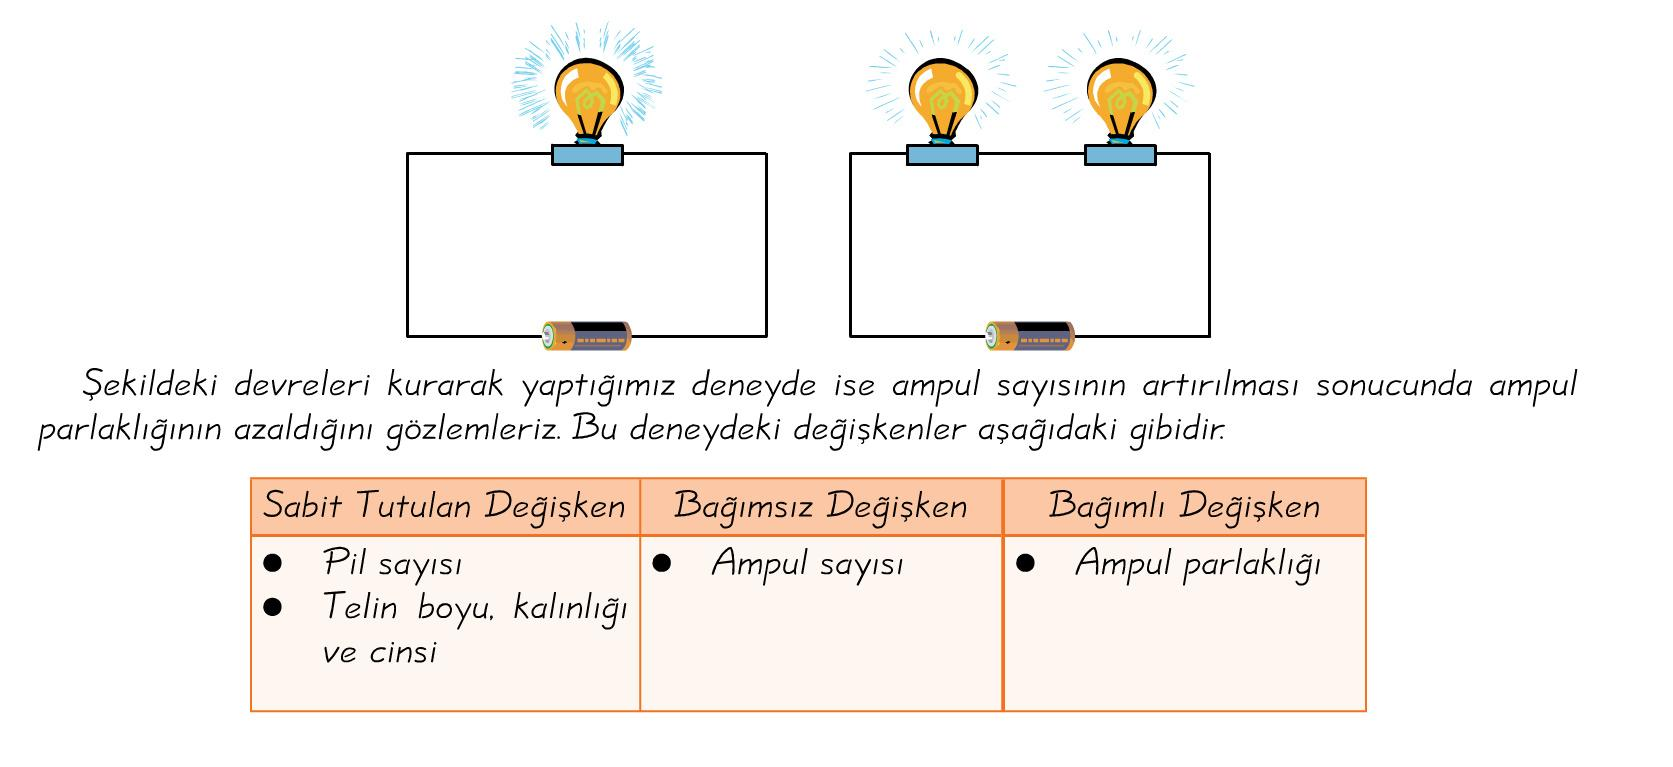 Şekildeki devreleri kurarak yaptığımız deneyde ise ampul sayısının artırılması sonucunda ampul
parlaklığının azaldığını gözlemleriz. Bu deneydeki değişkenler aşağıdaki gibidir.
Sabit Tutulan Değişken
Bağımsız Değişken
Bağımlı Değişken
● Pil sayısı
● Telin boyu, kalınlığı
ve cinsi
● Ampul sayısı
● Ampul parlaklığı